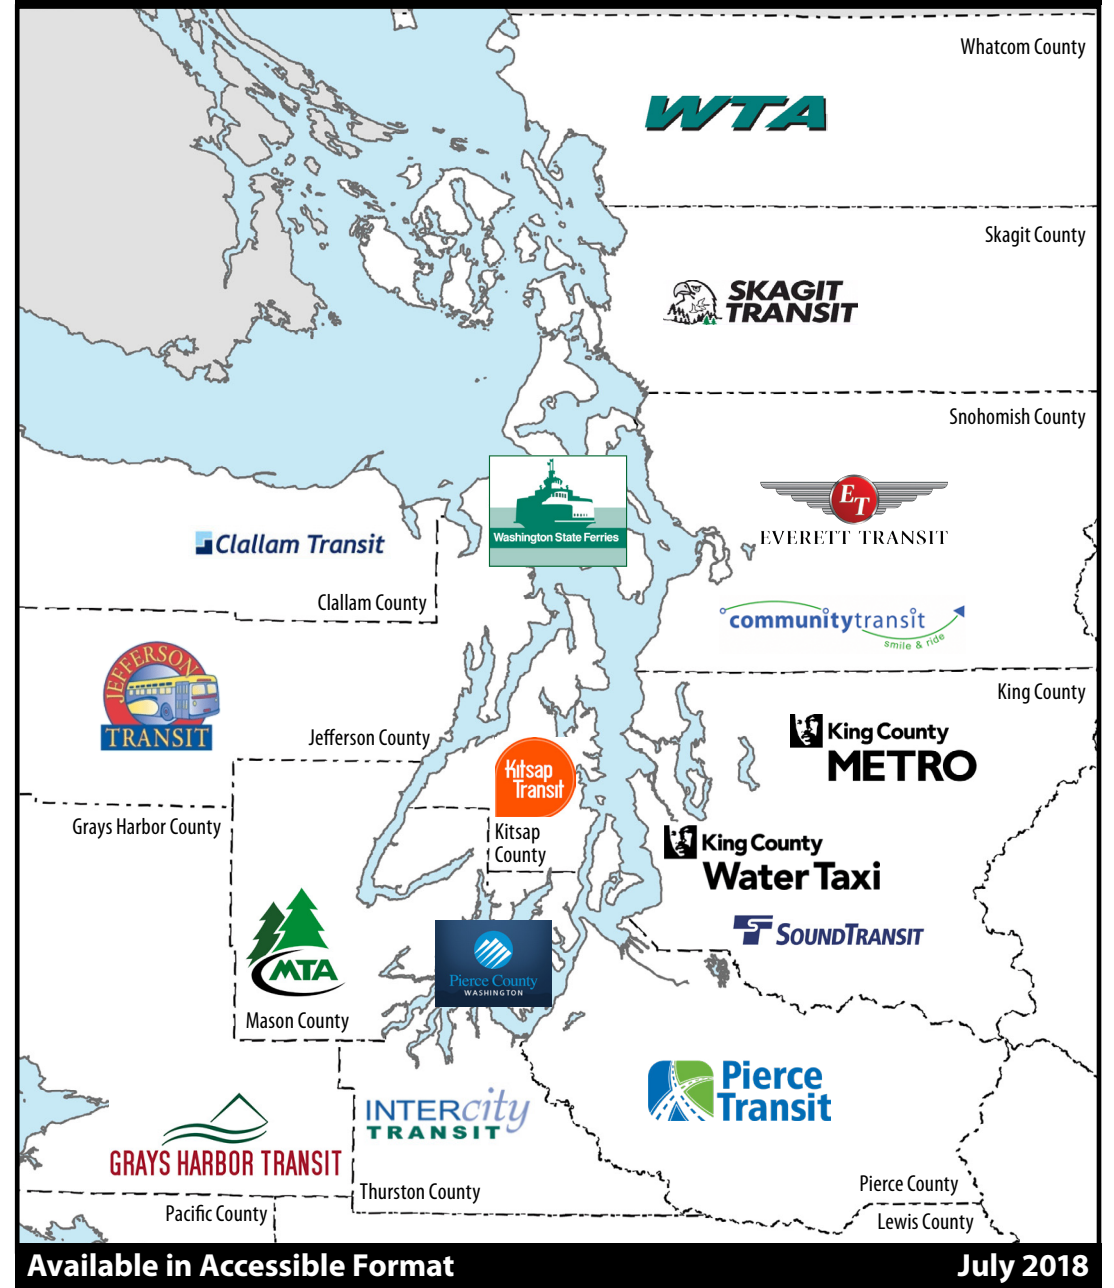 Whatcom County
WTA
Skagit County
SKAGIT
TRANSIT
Snohomish County
ET
EVERETT TRANSIT
Washington State Ferries
Clallam Transit
Clallam County
communitytransit
smile & ride
King County
JEFFERSON
TRANSIT
Jefferson County
King County
METRO
Kitsap
Transit
Grays Harbor County
Kitsap
County
King County
Water Taxi
SOUNDTRANSIT
MTA
Pierce County
WASHINGTON
Mason County
Pierce
Transit
INTERcity
TRANSIT
GRAYS HARBOR TRANSIT
Thurston County
Pierce County
Pacific County
Lewis County
Available in Accessible Format
July 2018